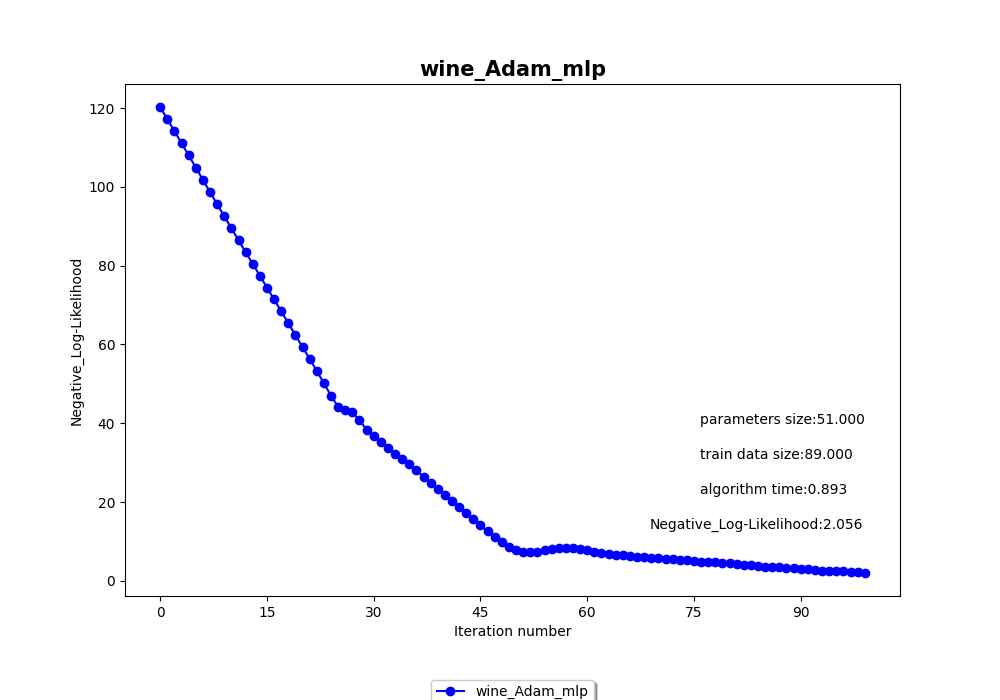 wine_Adam_mlp
120
100
80
60
40
20
0
Negative_Log-Likelihood
parameters size:51.000
train data size:89.000
algorithm time:0.893
Negative_Log-Likelihood:2.056
0 15 30 45 60 75 90
Iteration number
wine_Adam_mlp